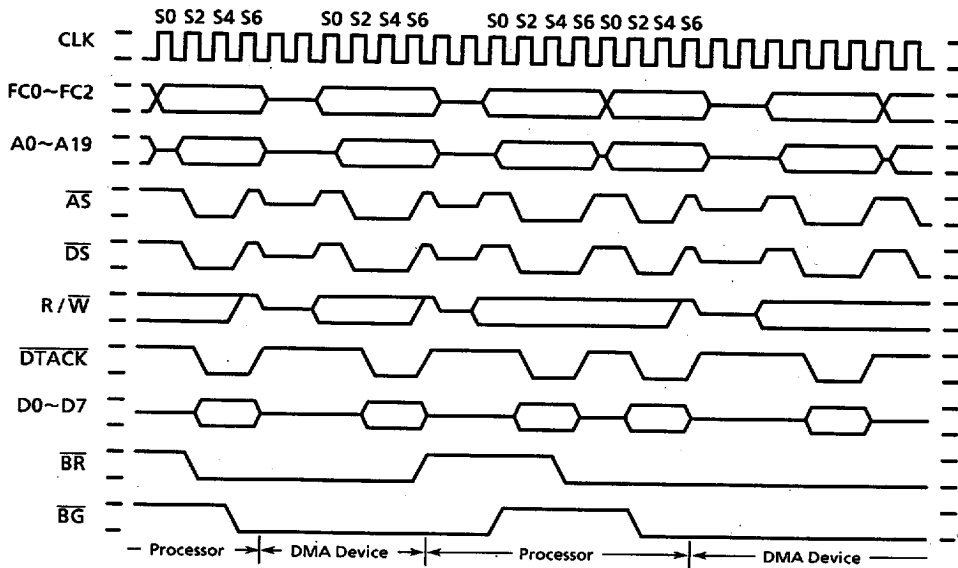 S0 S2 S4 S6 S0 S2 S4 S6 S0 S2 S4 S6 S0 S2 S4 S6
CLK
FC0~FC2
A0~A19
AS
DS
R / W
DTACK
D0~D7
BR
BG
Processor DMA Device Processor DMA Device